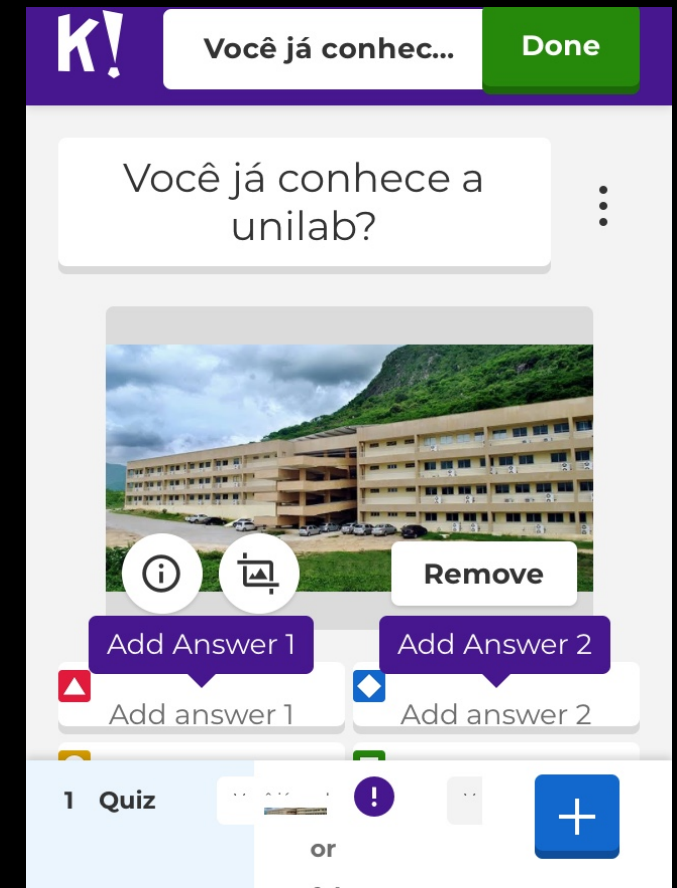 K!
Você já conhec...
Done
Você já conhece a
unilab?
Remove
Add Answer 1
Add Answer 2
Add answer 1
Add answer 2
1 Quiz
!
or